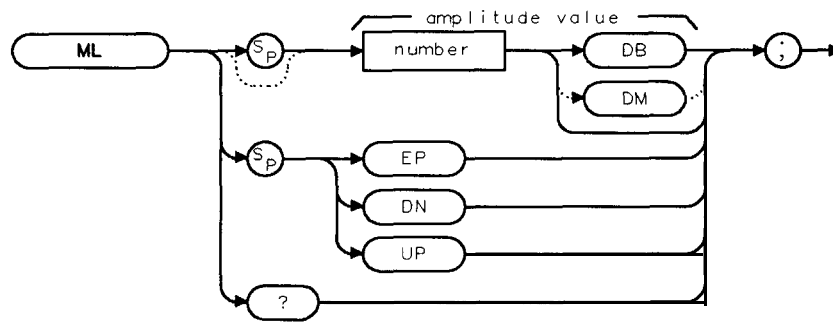 amplitude value
ML SP number DB ;
DM
SP EP
DN
UP
?